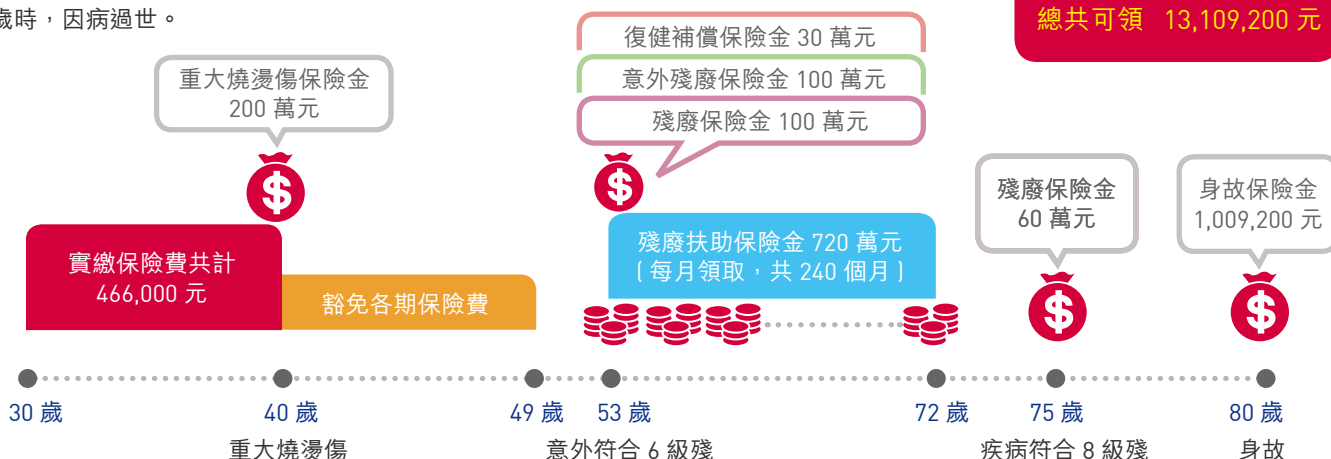 歲時，因病過世。
總共可領 13,109,200 元
復健補償保險金 30 萬元
意外殘廢保險金 100 萬元
殘廢保險金 100 萬元
重大燒燙傷保險金
200 萬元
殘廢保險金
60 萬元
身故保險金
1,009,200 元
實繳保險費共計
466,000 元
豁免各期保險費
殘廢扶助保險金 720 萬元
（每月領取，共 240 個月）
30 歲
40 歲
49 歲
53 歲
72 歲
75 歲
80 歲
重大燒燙傷
意外符合 6 級殘
疾病符合 8 級殘
身故